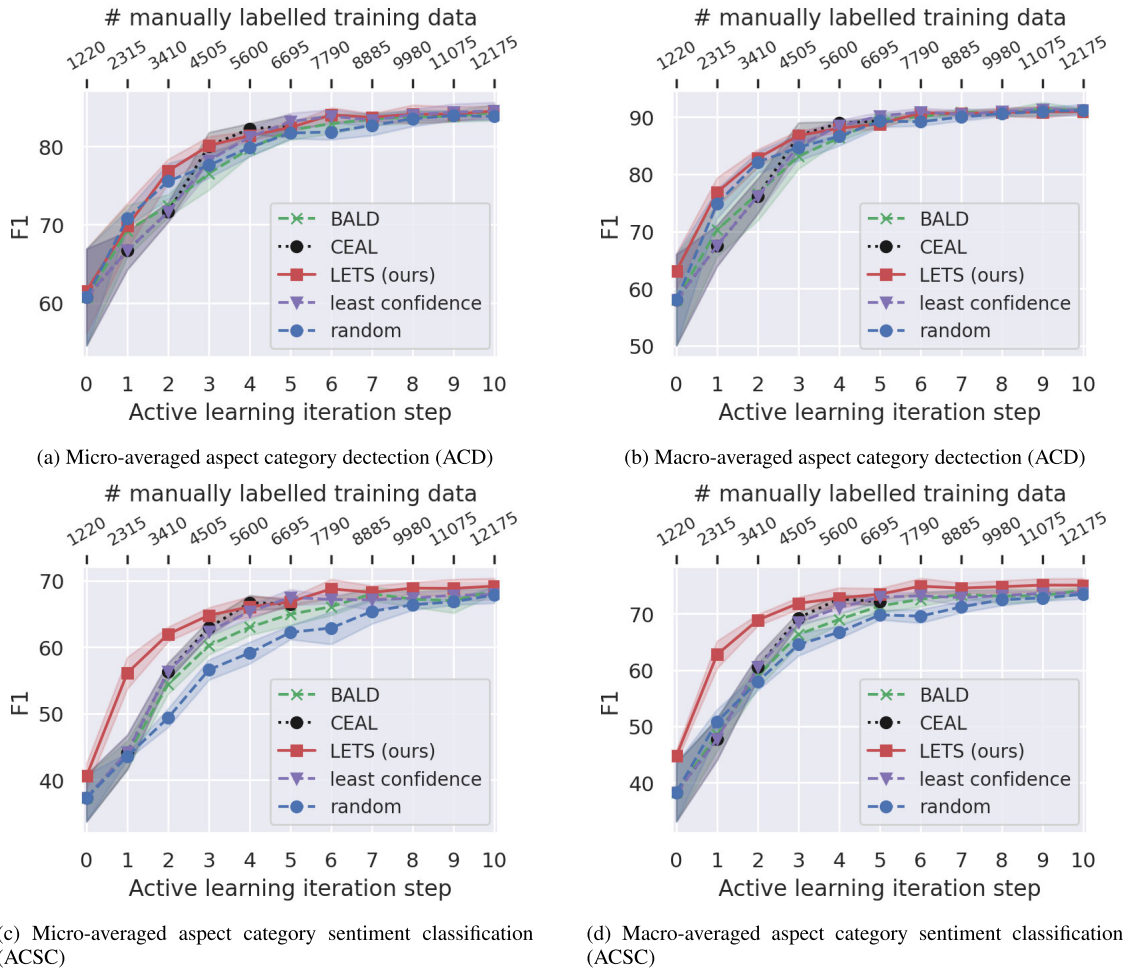 # manually labelled training data
1220 2315 3410 4505 5600 6695 7790 8885 9980 11075 12175
80
70
60
F1
BALD
CEAL
LETS (ours)
least confidence
random
0 1 2 3 4 5 6 7 8 9 10
Active learning iteration step
(a) Micro-averaged aspect category dectection (ACD)
# manually labelled training data
1220 2315 3410 4505 5600 6695 7790 8885 9980 11075 12175
90
80
70
60
50
F1
BALD
CEAL
LETS (ours)
least confidence
random
0 1 2 3 4 5 6 7 8 9 10
Active learning iteration step
(b) Macro-averaged aspect category dectection (ACD)
# manually labelled training data
1220 2315 3410 4505 5600 6695 7790 8885 9980 11075 12175
70
60
50
40
F1
BALD
CEAL
LETS (ours)
least confidence
random
0 1 2 3 4 5 6 7 8 9 10
Active learning iteration step
(c) Micro-averaged aspect category sentiment classification
(ACSC)
# manually labelled training data
1220 2315 3410 4505 5600 6695 7790 8885 9980 11075 12175
70
60
50
40
F1
BALD
CEAL
LETS (ours)
least confidence
random
0 1 2 3 4 5 6 7 8 9 10
Active learning iteration step
(d) Macro-averaged aspect category sentiment classification
(ACSC)